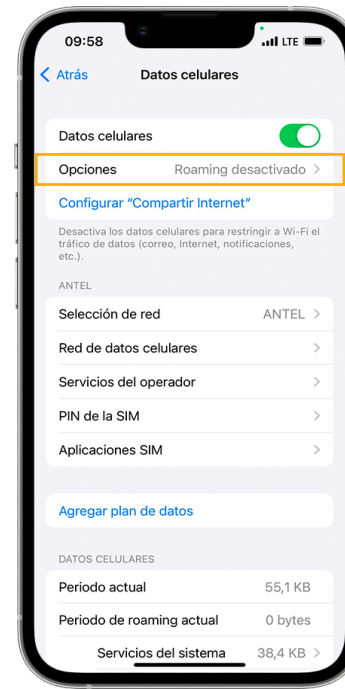 09:58
LTE
Atrás
Datos celulares
Datos celulares
Opciones Roaming desactivado
Configurar “Compartir Internet”
Desactiva los datos celulares para restringir a Wi-Fi el
tráfico de datos (correo, Internet, notificaciones,
etc.).
ANTEL
Selección de red ANTEL
Red de datos celulares
Servicios del operador
PIN de la SIM
Aplicaciones SIM
Agregar plan de datos
DATOS CELULARES
Periodo actual 55,1 KB
Periodo de roaming actual 0 bytes
Servicios del sistema 38,4 KB